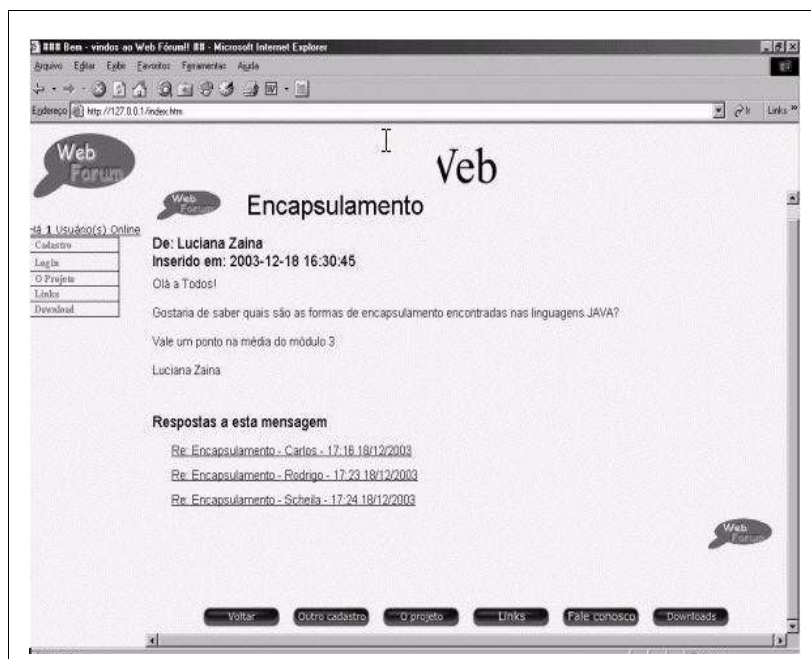 ### Bem - vindos ao Web Fórum!! ## - Microsoft Internet Explorer
Arquivo Editar Exibir Favoritos Ferramentas Ajuda
Endereço http://127.0.0.1/index.htm Ir Links
Web
Forum
Web
Web
Forum
Encapsulamento
Há 1 Usuário(s) Online
Cadastro
Login
O Projeto
Links
Download
De: Luciana Zaina
Inserido em: 2003-12-18 16:30:45
Olá a Todos!
Gostaria de saber quais são as formas de encapsulamento encontradas nas linguagens JAVA?
Vale um ponto na média do módulo 3
Luciana Zaina
Respostas a esta mensagem
Re: Encapsulamento - Carlos - 17:16 18/12/2003
Re: Encapsulamento - Rodrigo - 17:23 18/12/2003
Re: Encapsulamento - Scheila - 17:24 18/12/2003
Web
Forum
Voltar Outro cadastro O projeto Links Fale conosco Downloads